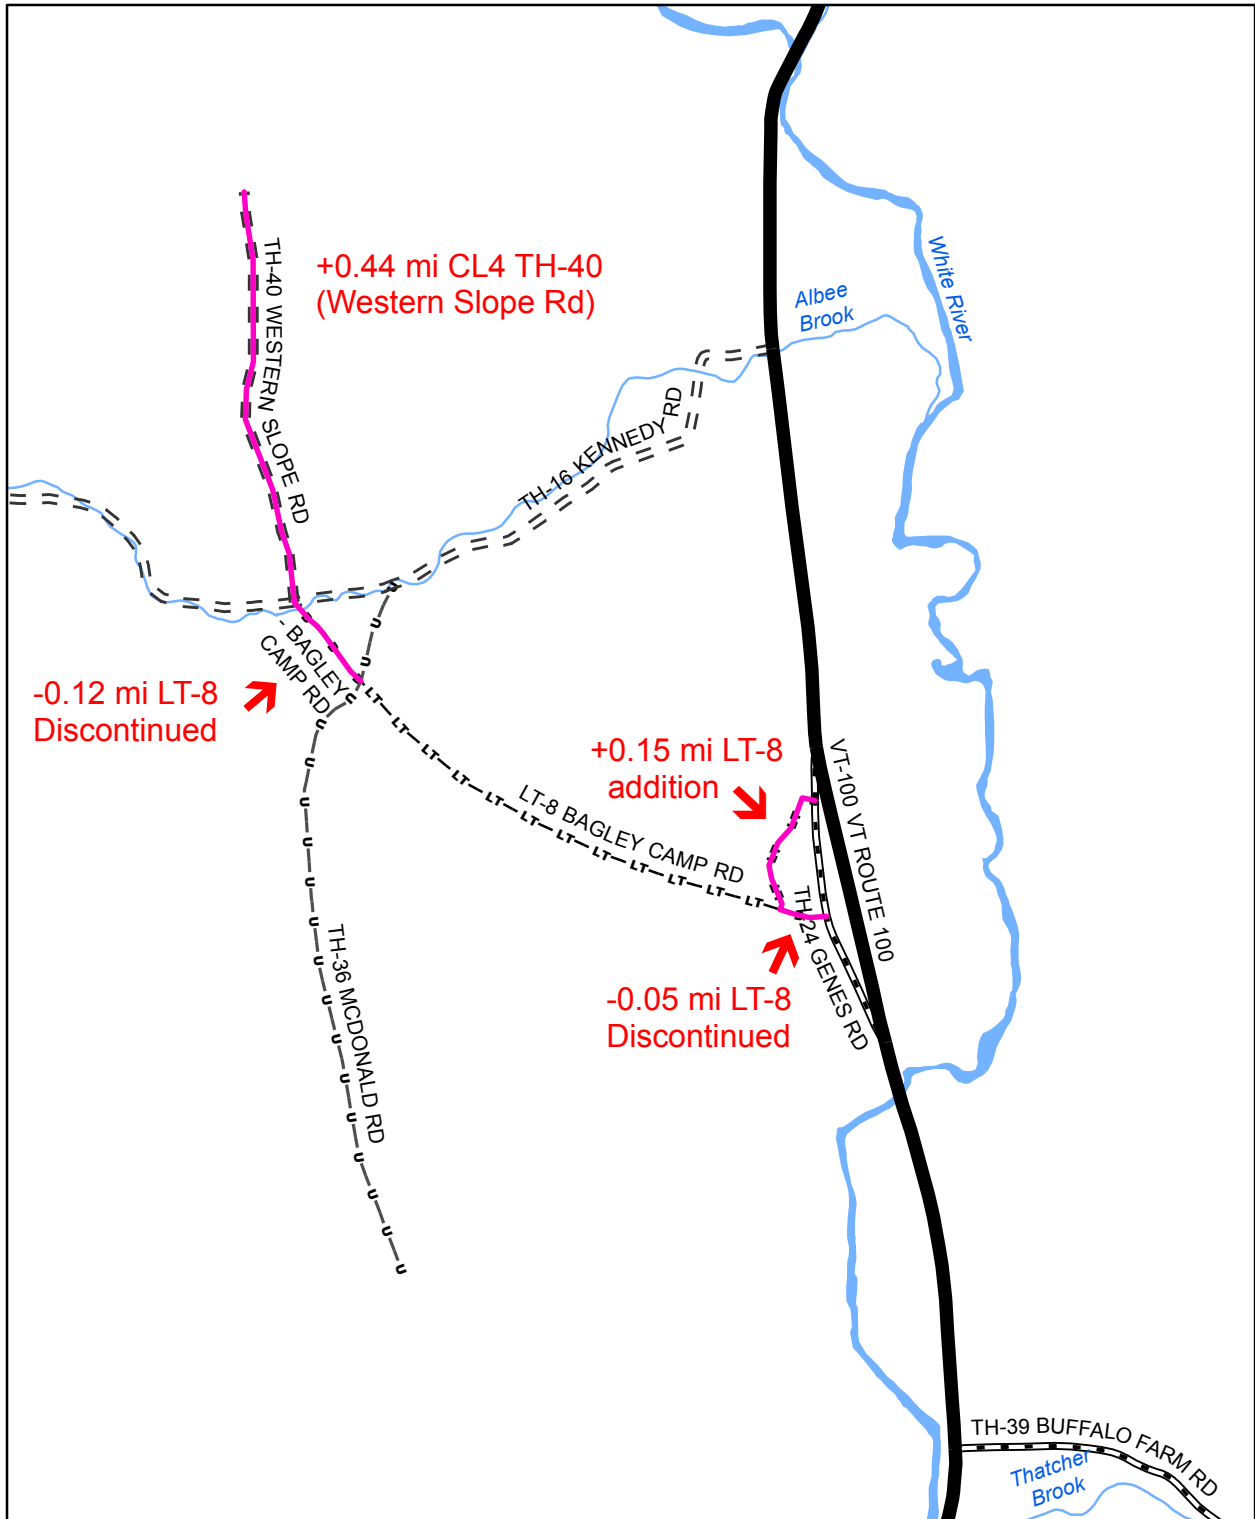 White River
TH-40 WESTERN SLOPE RD
+0.44 mi CL4 TH-40
(Western Slope Rd)
Albee
Brook
TH-16 KENNEDY RD
- BAGLEY
CAMP RD
-0.12 mi LT-8
Discontinued
+0.15 mi LT-8
addition
VT-100 VT ROUTE 100
LT-8 BAGLEY CAMP RD
TH-24 GENES RD
TH-36 MCDONALD RD
-0.05 mi LT-8
Discontinued
TH-39 BUFFALO FARM RD
Thatcher
Brook